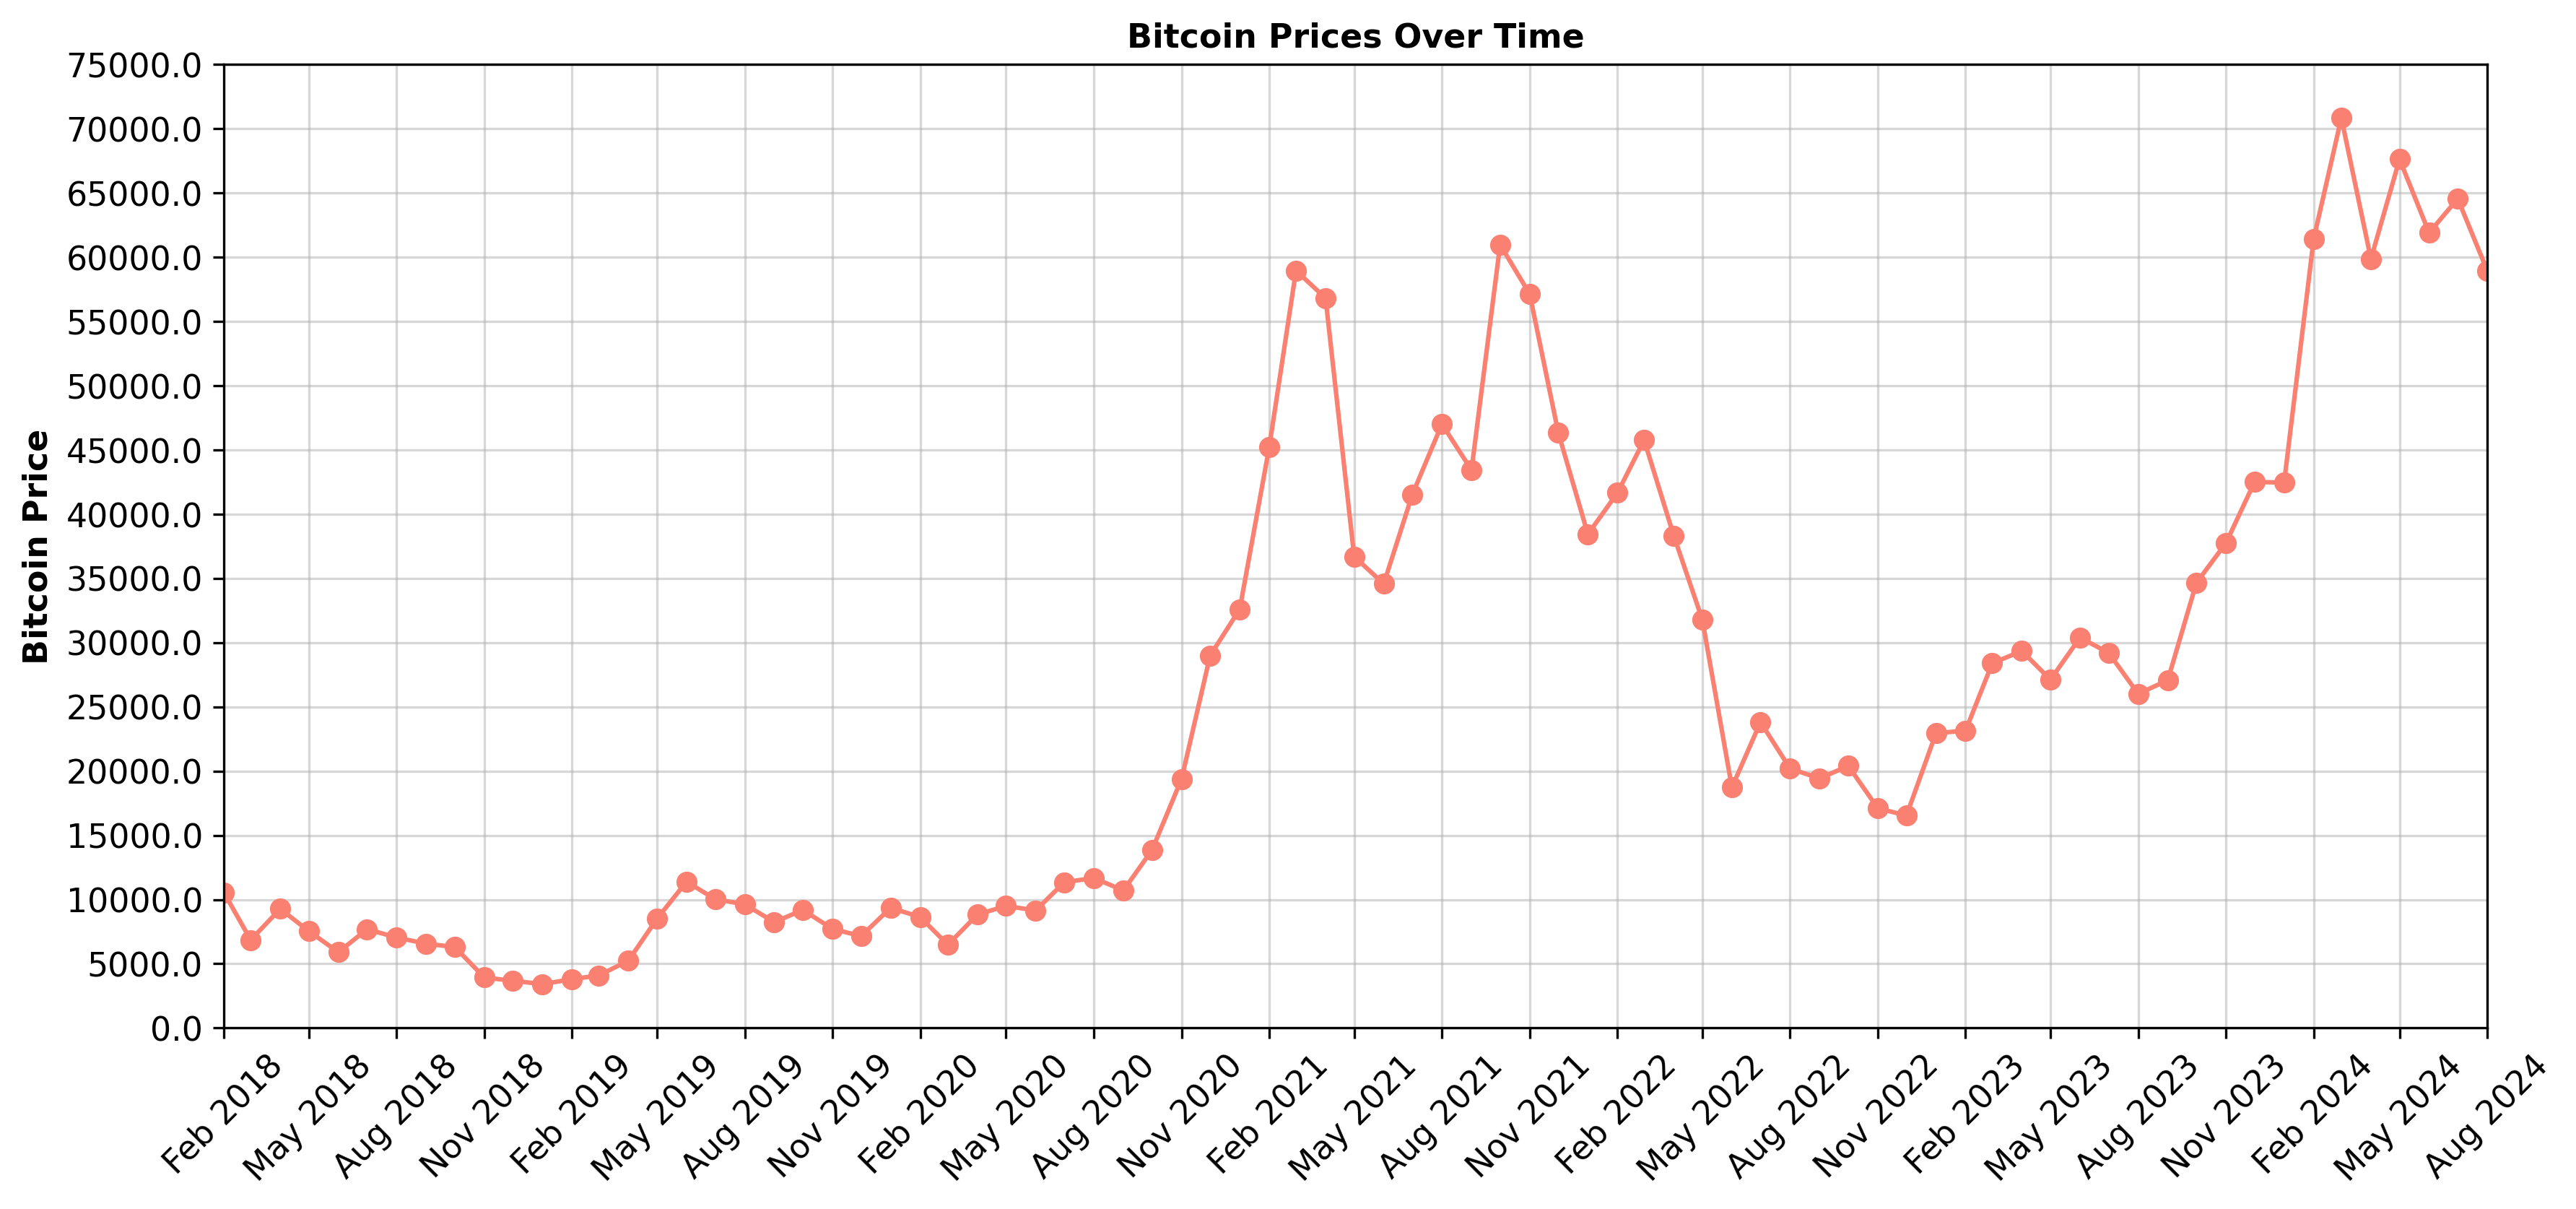 Bitcoin Prices Over Time
Bitcoin Price
75000.0
70000.0
65000.0
60000.0
55000.0
50000.0
45000.0
40000.0
35000.0
30000.0
25000.0
20000.0
15000.0
10000.0
5000.0
0.0
Feb 2018
May 2018
Aug 2018
Nov 2018
Feb 2019
May 2019
Aug 2019
Nov 2019
Feb 2020
May 2020
Aug 2020
Nov 2020
Feb 2021
May 2021
Aug 2021
Nov 2021
Feb 2022
May 2022
Aug 2022
Nov 2022
Feb 2023
May 2023
Aug 2023
Nov 2023
Feb 2024
May 2024
Aug 2024